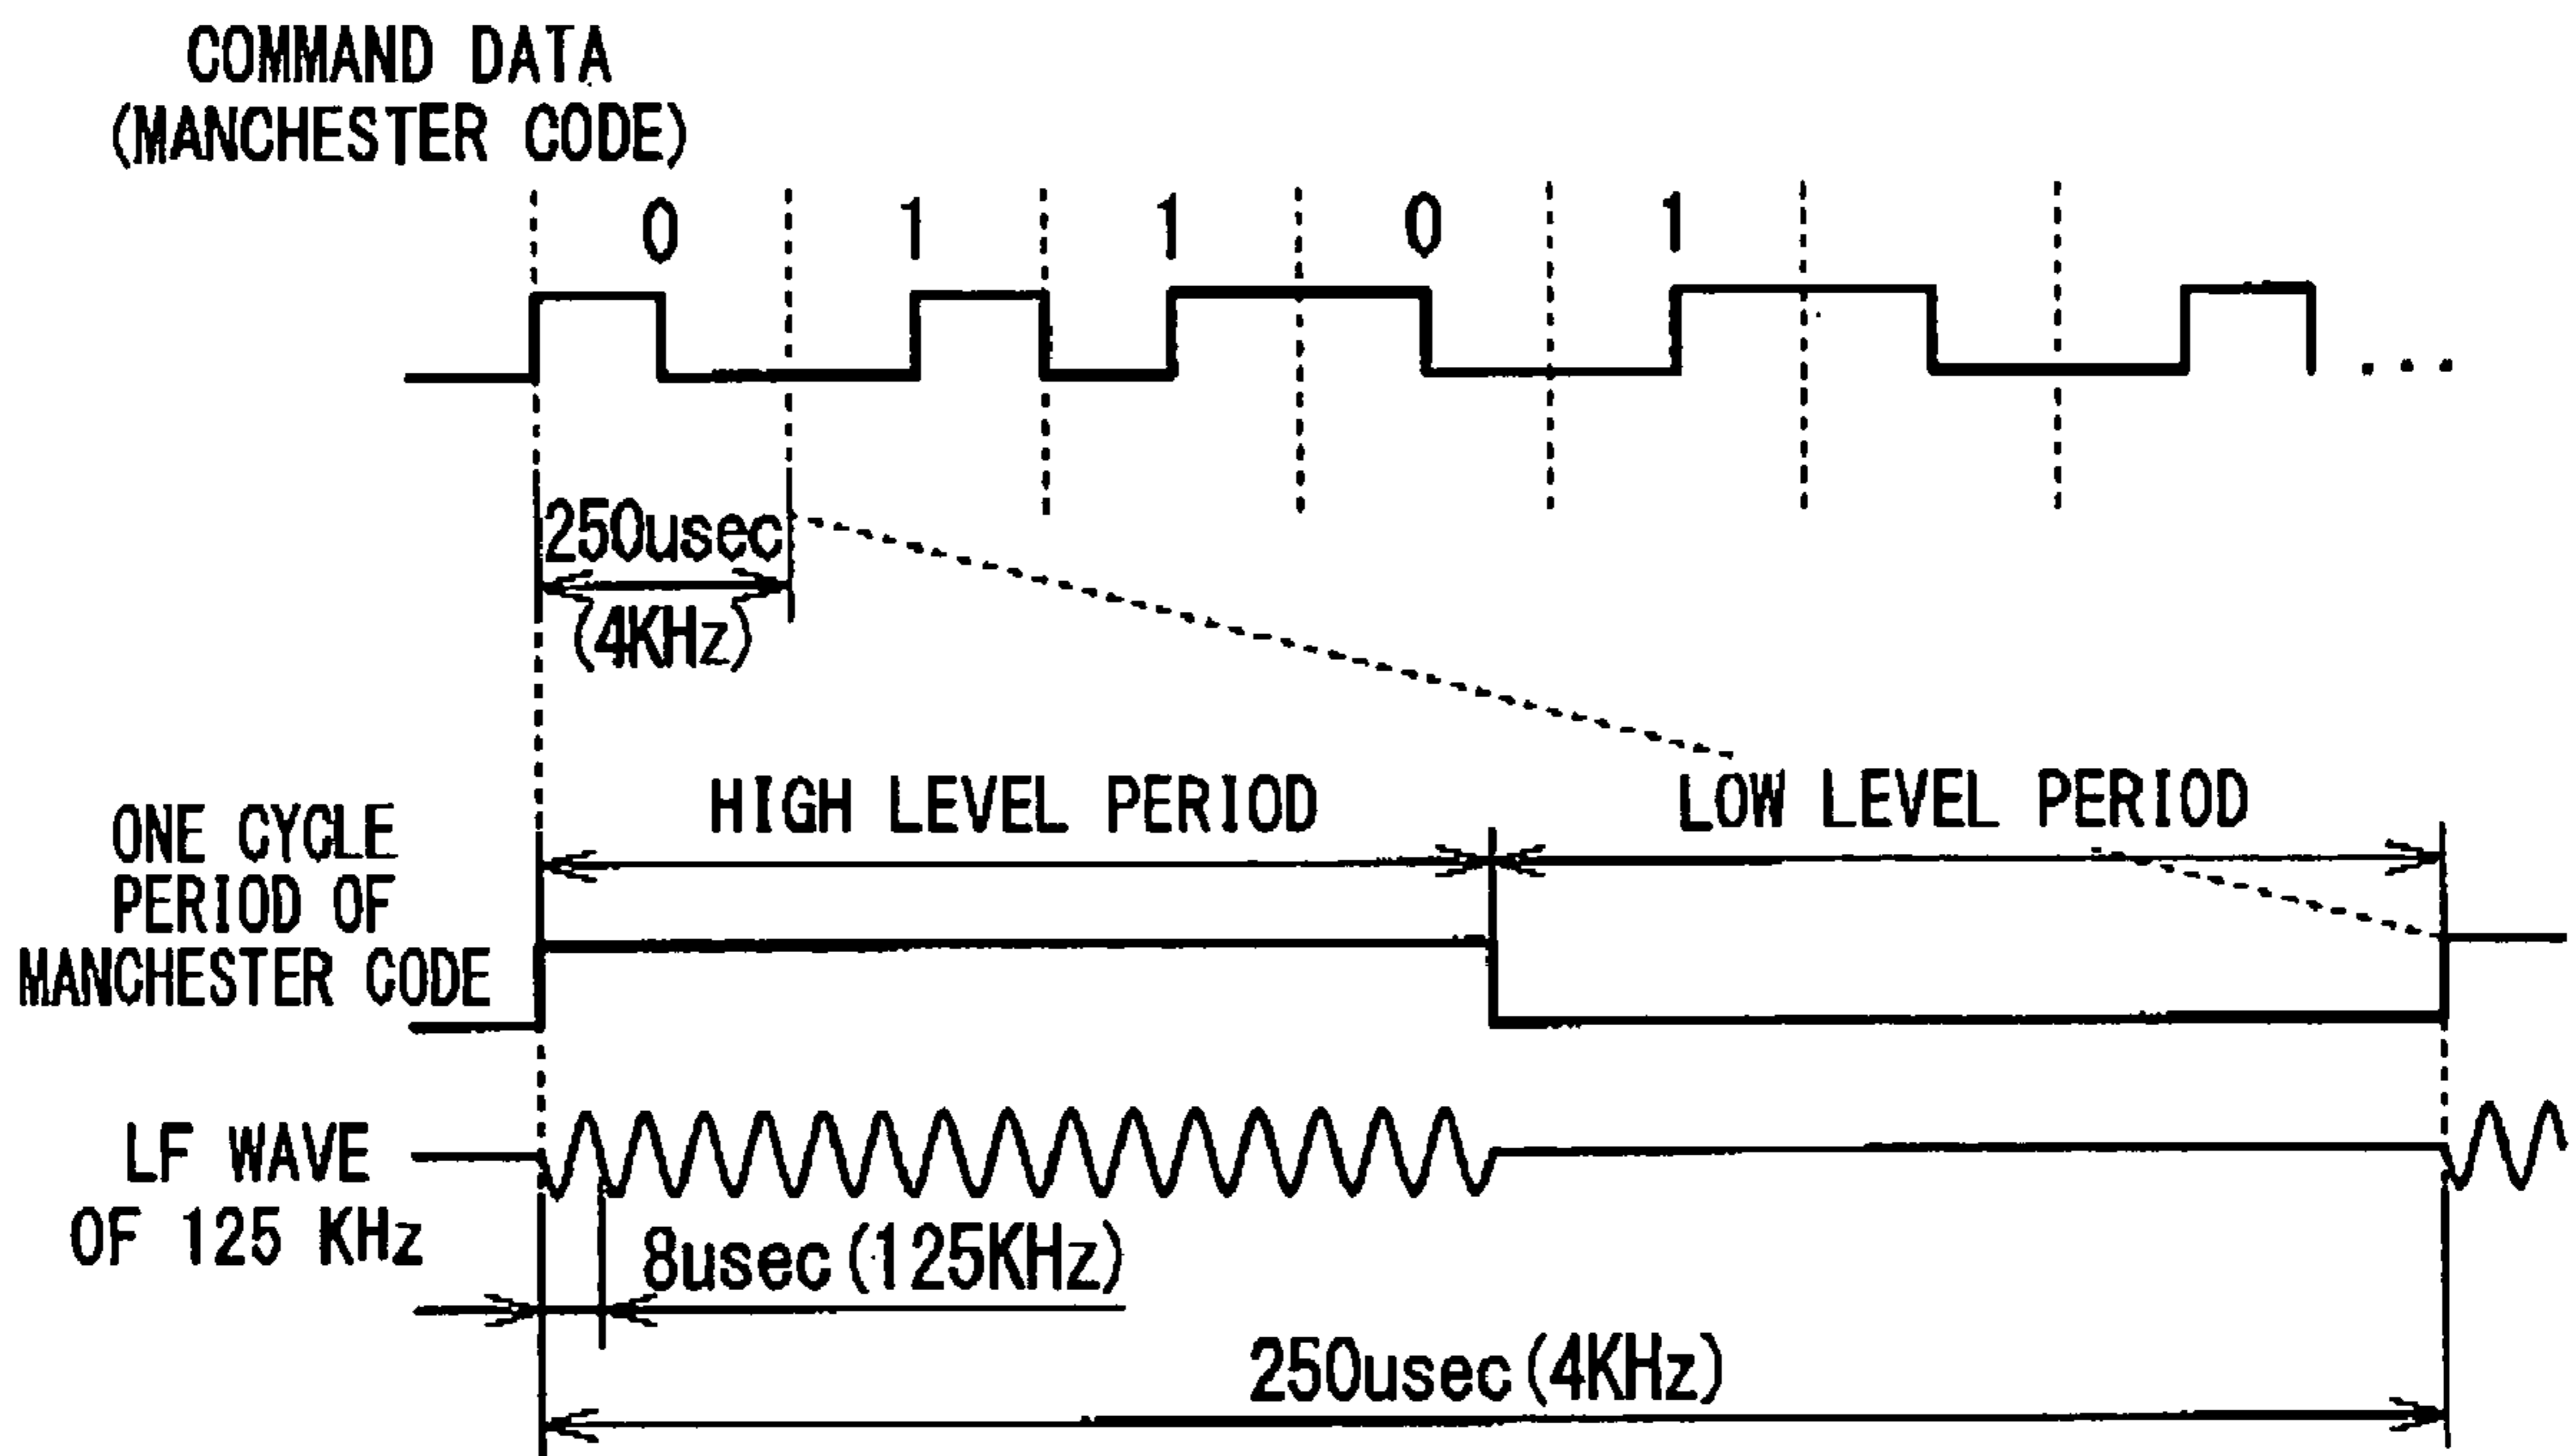 COMMAND DATA
(MANCHESTER CODE)
0 1 1 0 1
250usec
(4KHz)
HIGH LEVEL PERIOD LOW LEVEL PERIOD
ONE CYCLE
PERIOD OF
MANCHESTER CODE
LF WAVE
OF 125 KHz
8usec(125KHz)
250usec(4KHz)